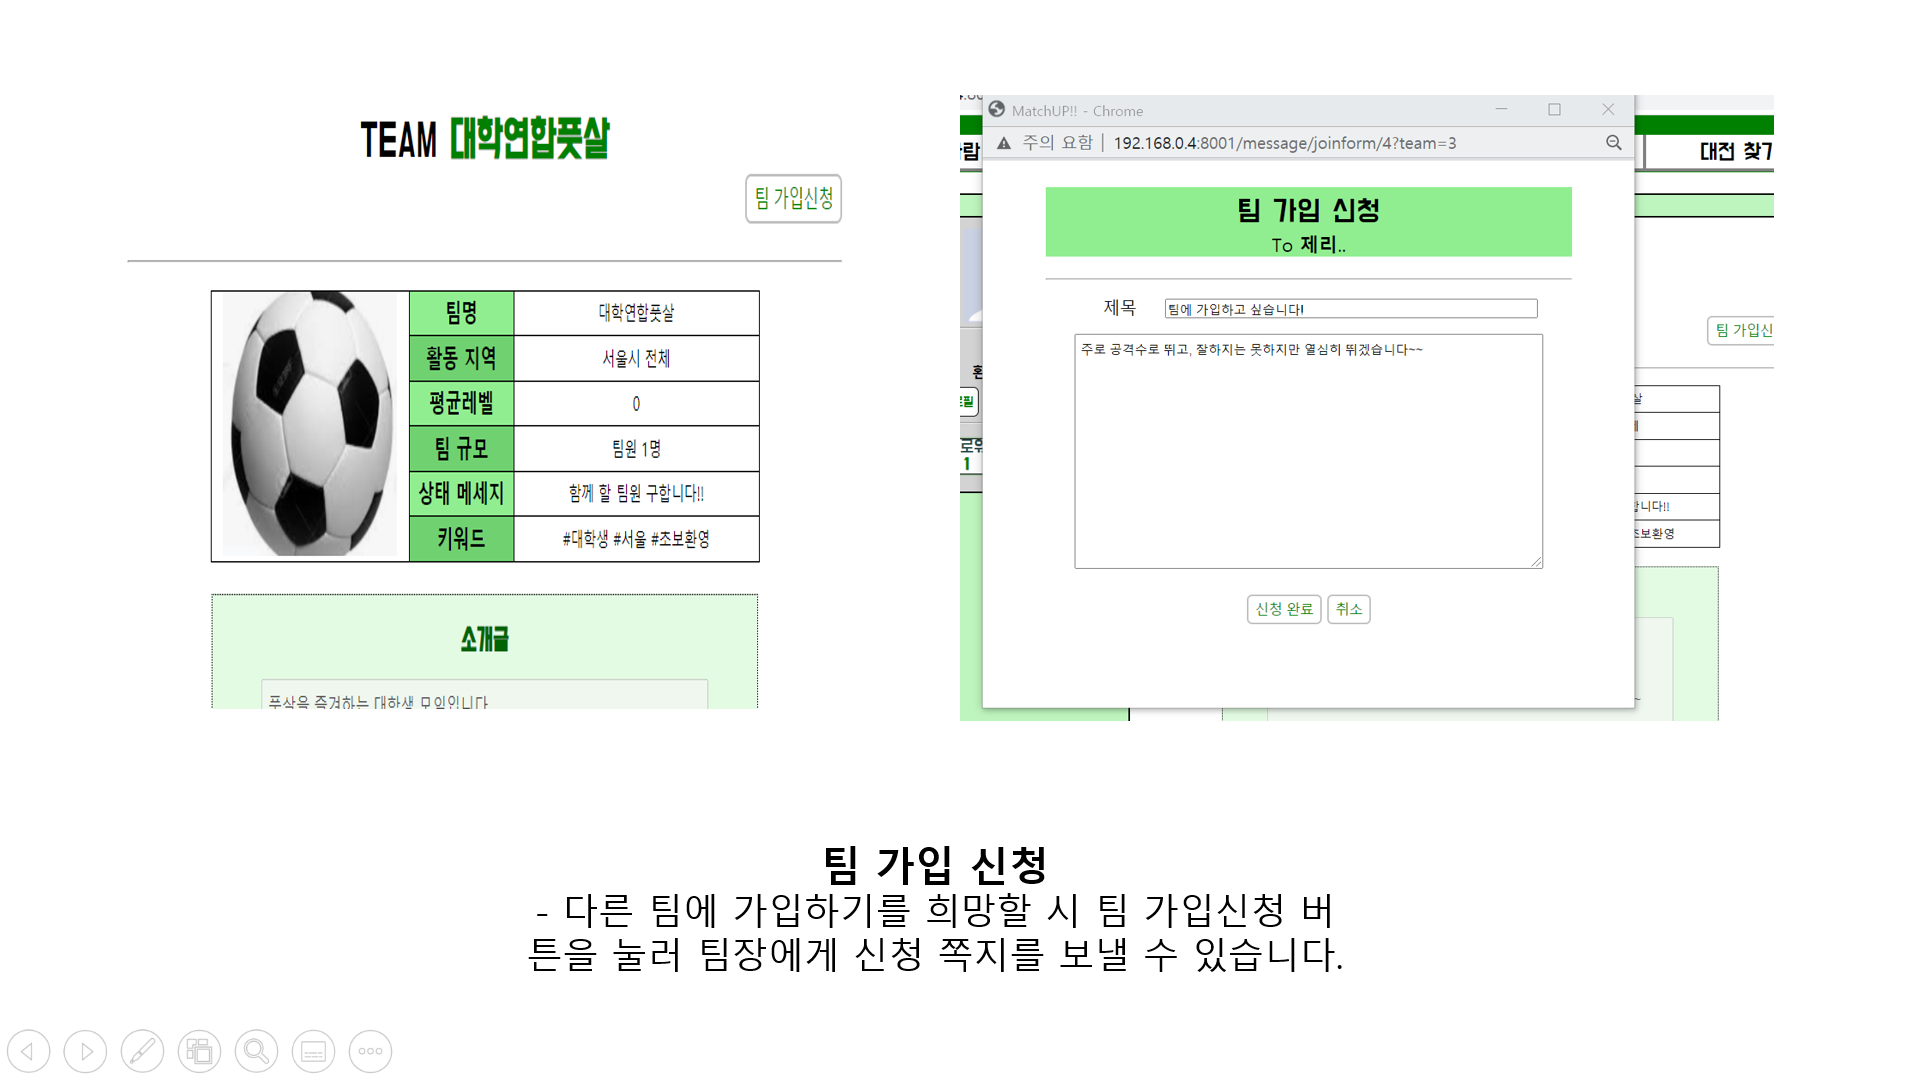 TEAM 대학연합풋살
팀 가입신청
팀명 대학연합풋살
활동 지역 서울시 전체
평균레벨 0
팀 규모 팀원 1명
상태 메세지 함께 할 팀원 구합니다!!
키워드 #대학생 #서울 #초보환영
소개글
풋살을 즐겨하는 대학생 모임입니다
MatchUP!! - Chrome
주의 요함 | 192.168.0.4:8001/message/joinform/4?team=3
대전 찾기
팀 가입 신청
To 제리..
제목 팀에 가입하고 싶습니다!
주로 공격수로 뛰고, 잘하지는 못하지만 열심히 뛰겠습니다~~
신청 완료 취소
팀 가입신
살
합니다!!
초보환영
1
팀 가입 신청
- 다른 팀에 가입하기를 희망할 시 팀 가입신청 버
튼을 눌러 팀장에게 신청 쪽지를 보낼 수 있습니다.